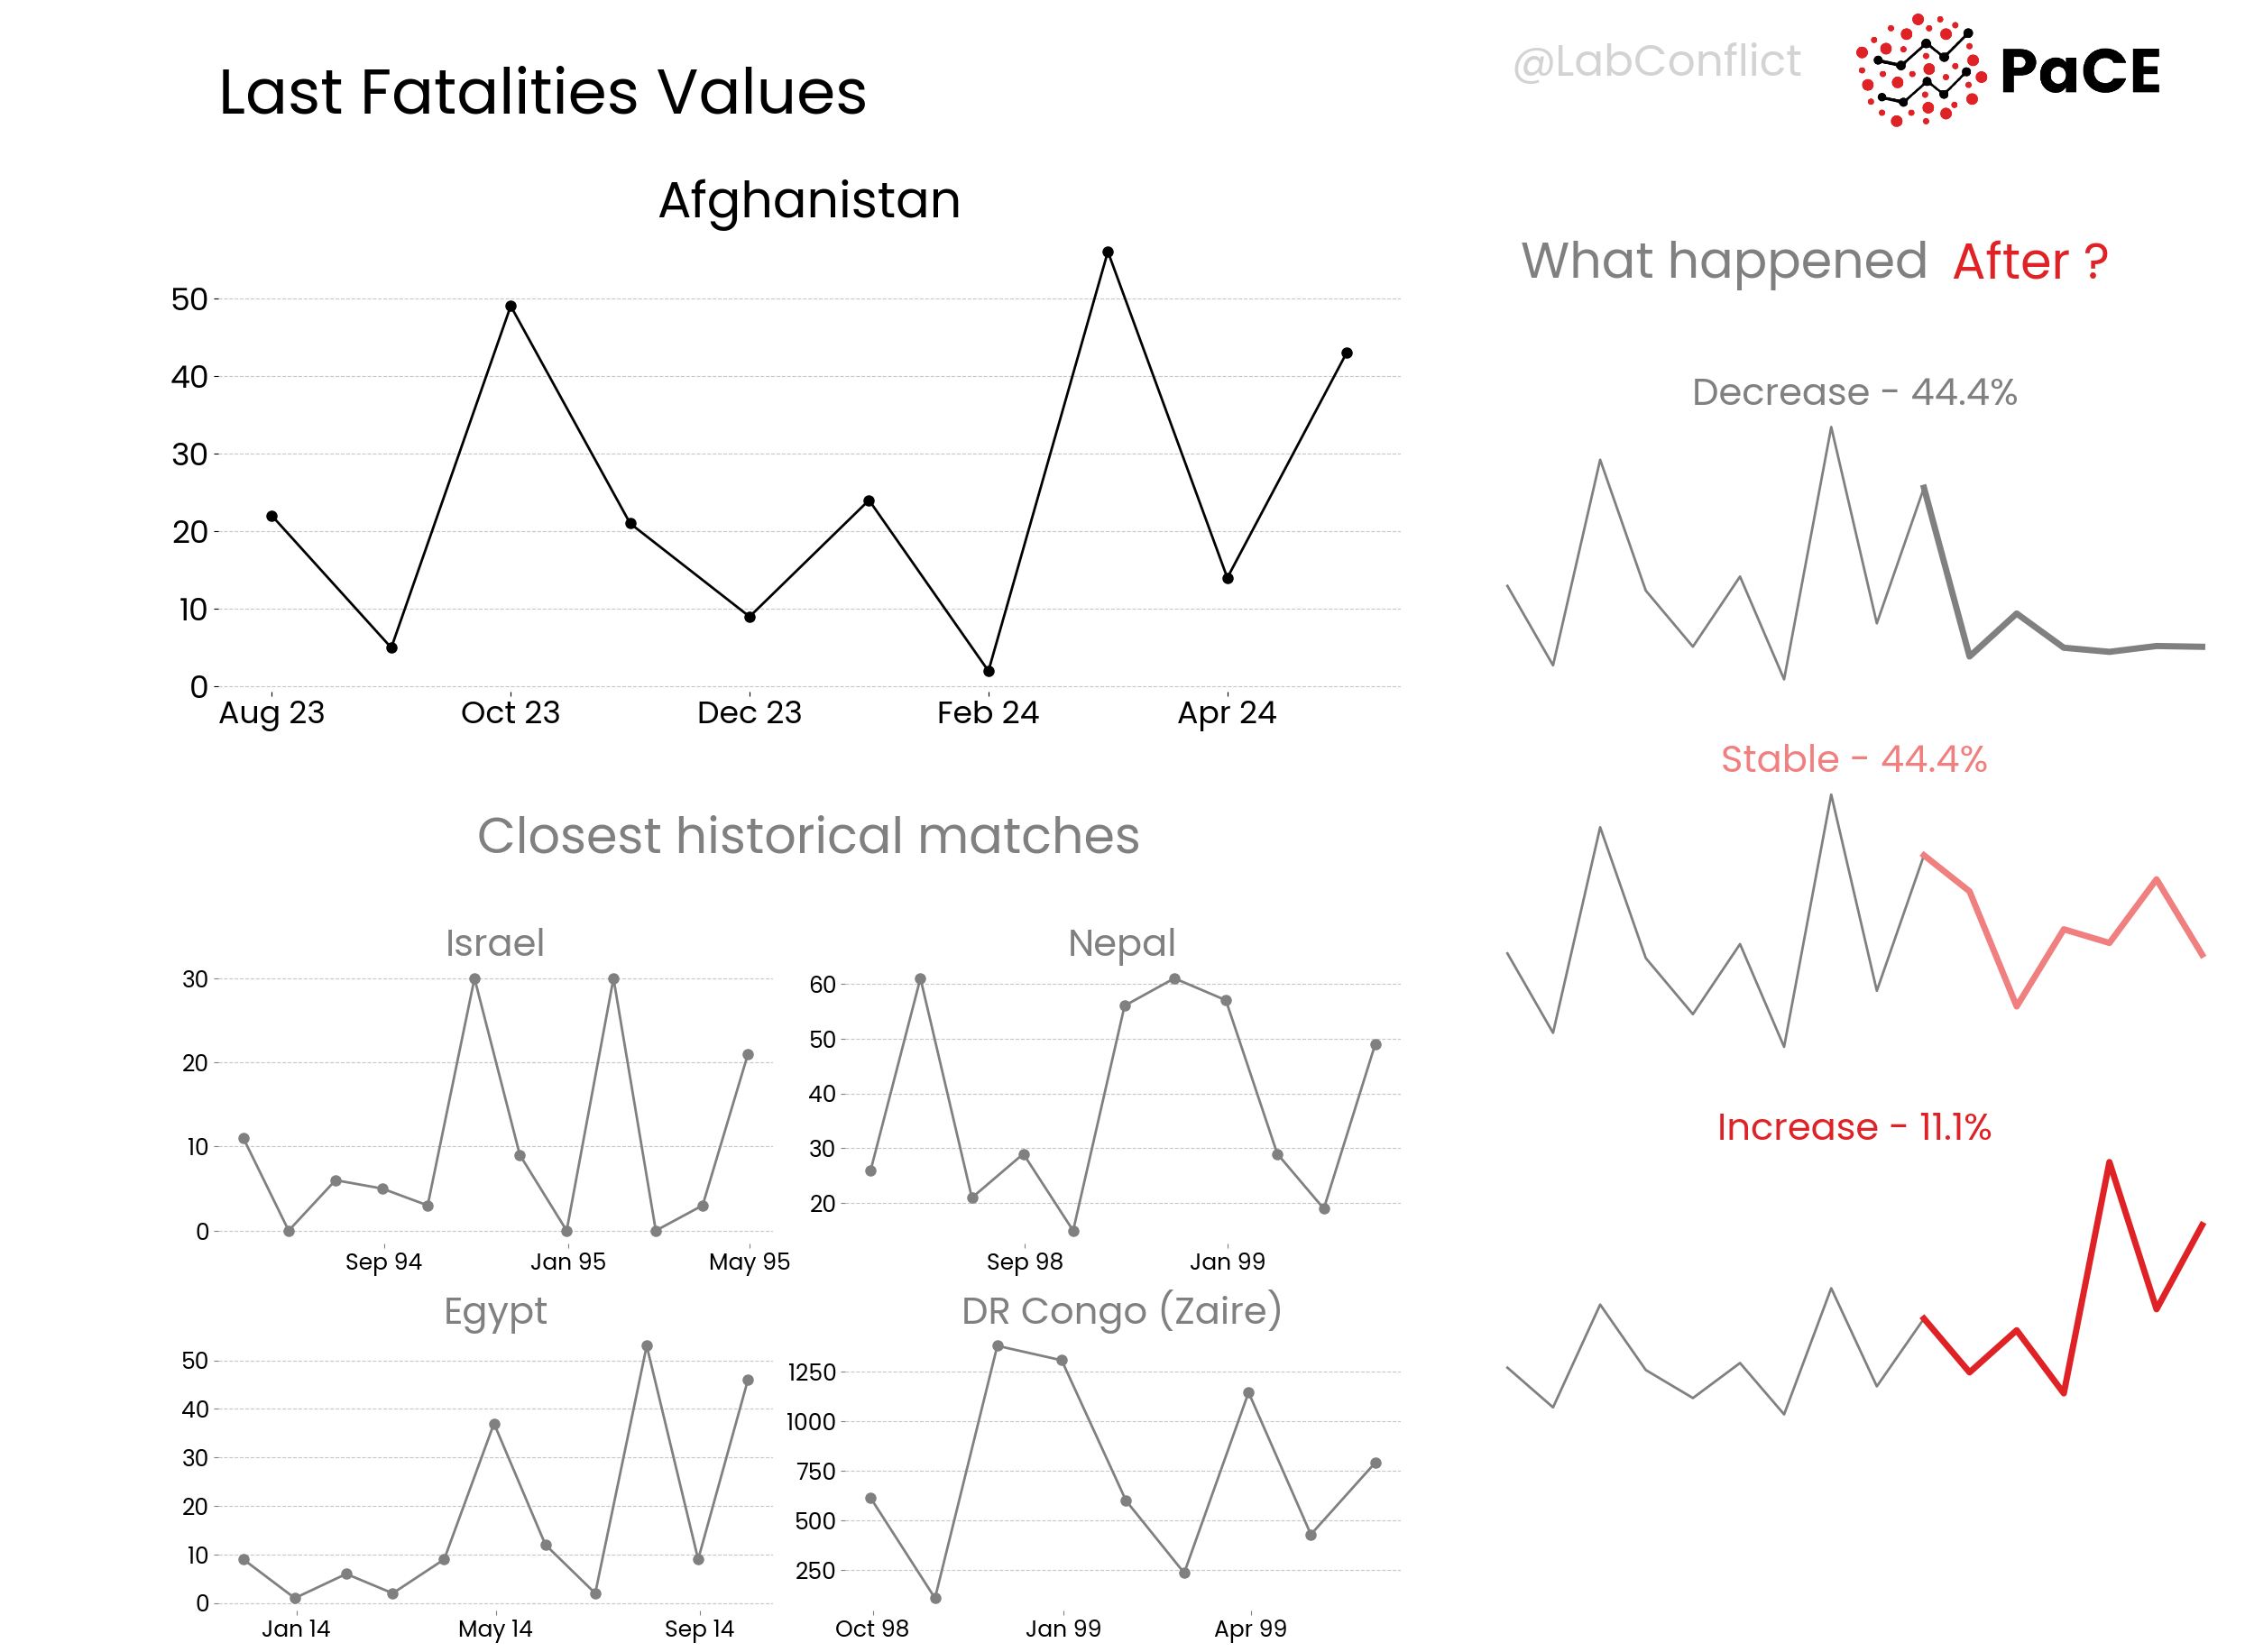 Last Fatalities Values
@LabConflict
PaCE
Afghanistan
50
40
30
20
10
0
Aug 23 Oct 23 Dec 23 Feb 24 Apr 24
What happened After ?
Decrease - 44.4%
Stable - 44.4%
Increase - 11.1%
Closest historical matches
Israel
30
20
10
0
Sep 94 Jan 95 May 95
Nepal
60
50
40
30
20
Sep 98 Jan 99
Egypt
50
40
30
20
10
0
Jan 14 May 14 Sep 14
DR Congo (Zaire)
1250
1000
750
500
250
Oct 98 Jan 99 Apr 99